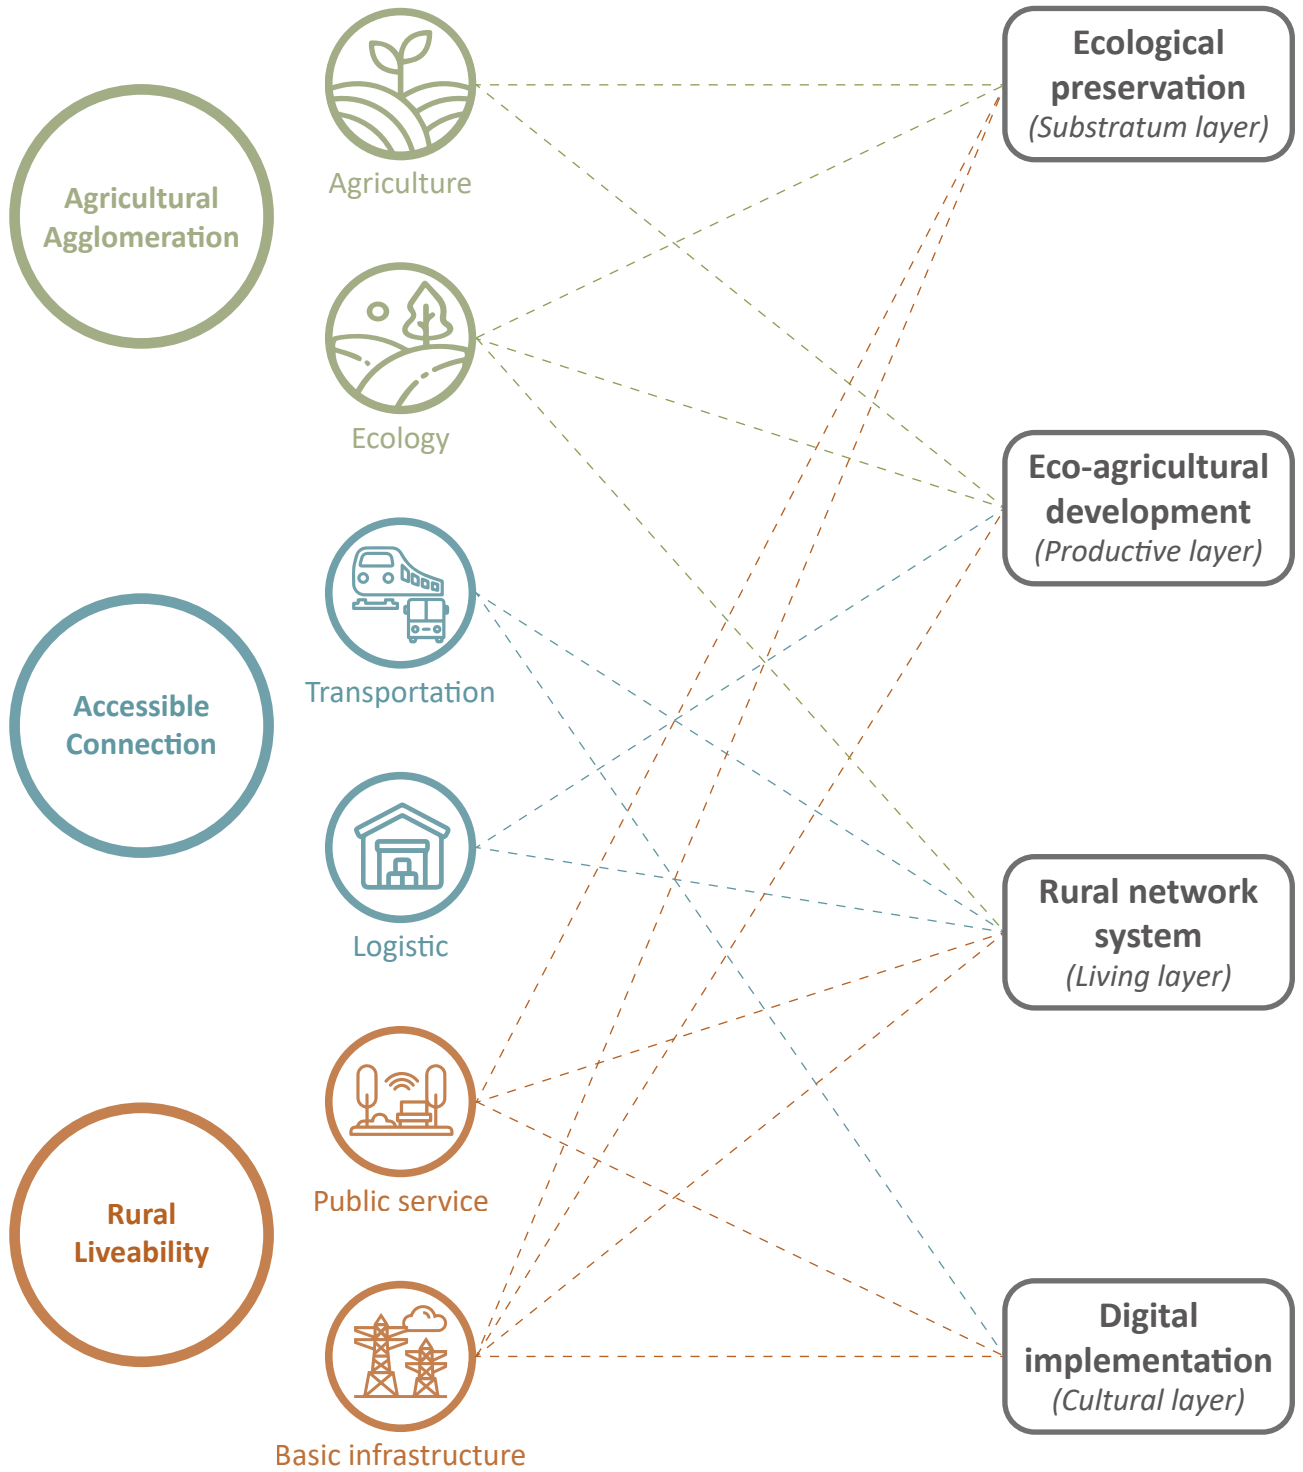 Agricultural
Agglomeration
Agriculture
Ecology
Accessible
Connection
Transportation
Logistic
Rural
Liveability
Public service
Basic infrastructure
Ecological
preservation
(Substratum layer)
Eco-agricultural
development
(Productive layer)
Rural network
system
(Living layer)
Digital
implementation
(Cultural layer)